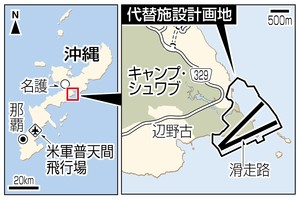 代替施設計画地
N
沖縄
名護
那覇
米軍普天間
飛行場
20km
500m
キャンプ・
シュワブ
329
辺野古
滑走路